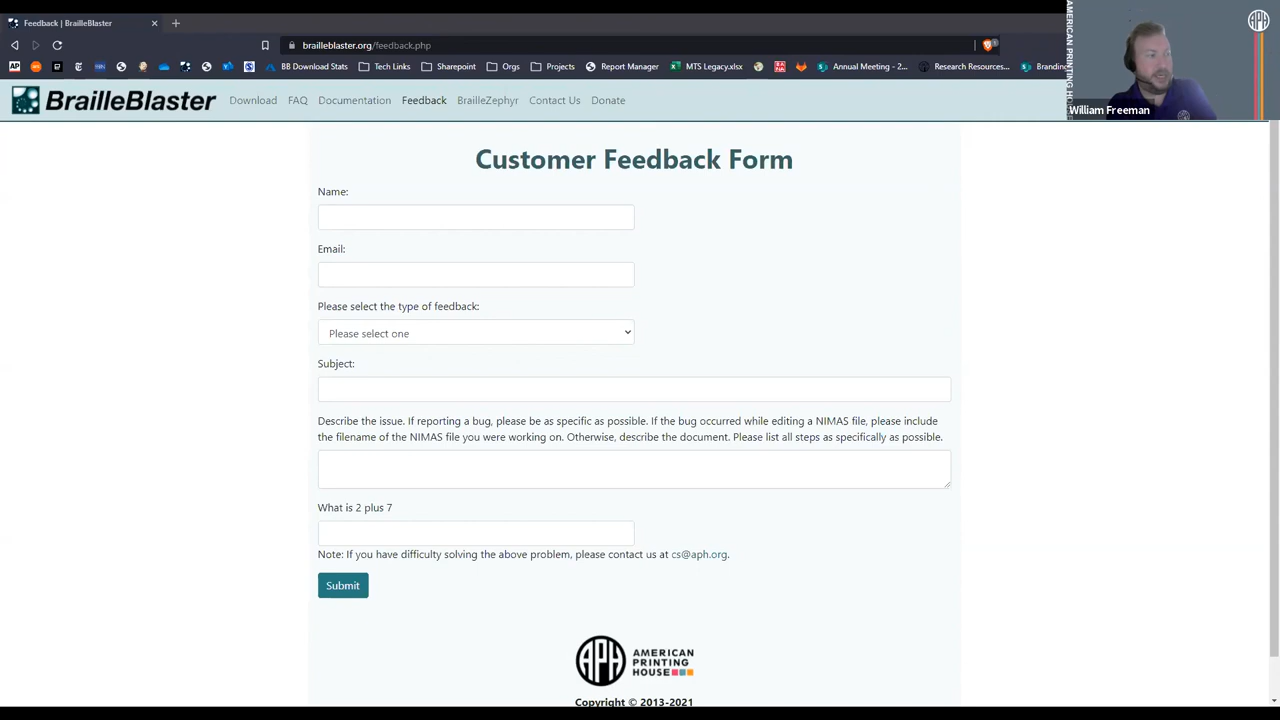 Feedback | BrailleBlaster
brailleblaster.org/feedback.php
BB Download Stats
Tech Links
Sharepoint
Orgs
Projects
Report Manager
MTS Legacy.xlsx
Annual Meeting - 2...
Research Resources...
Branding
BrailleBlaster
Download
FAQ
Documentation
Feedback
BrailleZephyr
Contact Us
Donate
AMERICAN PRINTING HOUSE
APH
William Freeman
Customer Feedback Form
Name:
Email:
Please select the type of feedback:
Please select one
Subject:
Describe the issue. If reporting a bug, please be as specific as possible. If the bug occurred while editing a NIMAS file, please include
the filename of the NIMAS file you were working on. Otherwise, describe the document. Please list all steps as specifically as possible.
What is 2 plus 7
Note: If you have difficulty solving the above problem, please contact us at cs@aph.org.
Submit
APH
AMERICAN
PRINTING
HOUSE
Copyright © 2013-2021